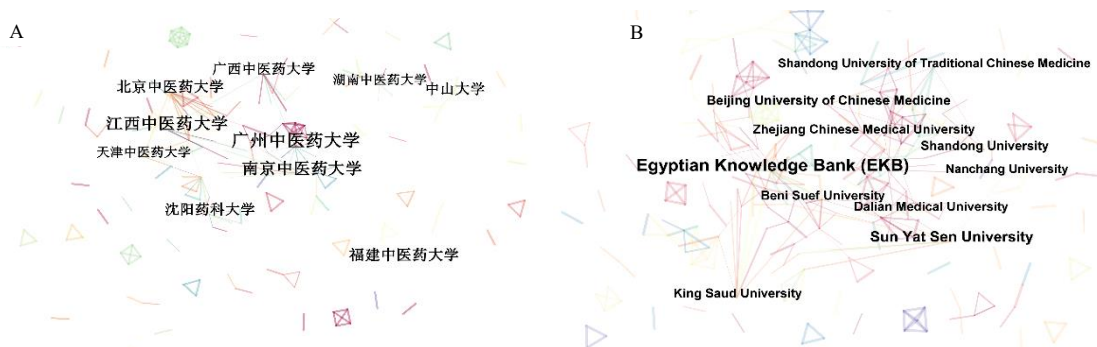 A
广西中医药大学
北京中医药大学
湖南中医药大学
中山大学
江西中医药大学
广州中医药大学
天津中医药大学
南京中医药大学
沈阳药科大学
福建中医药大学
B
Shandong University of Traditional Chinese Medicine
Beijing University of Chinese Medicine
Zhejiang Chinese Medical University
Shandong University
Egyptian Knowledge Bank (EKB)
Nanchang University
Beni Suef University
Dalian Medical University
Sun Yat Sen University
King Saud University